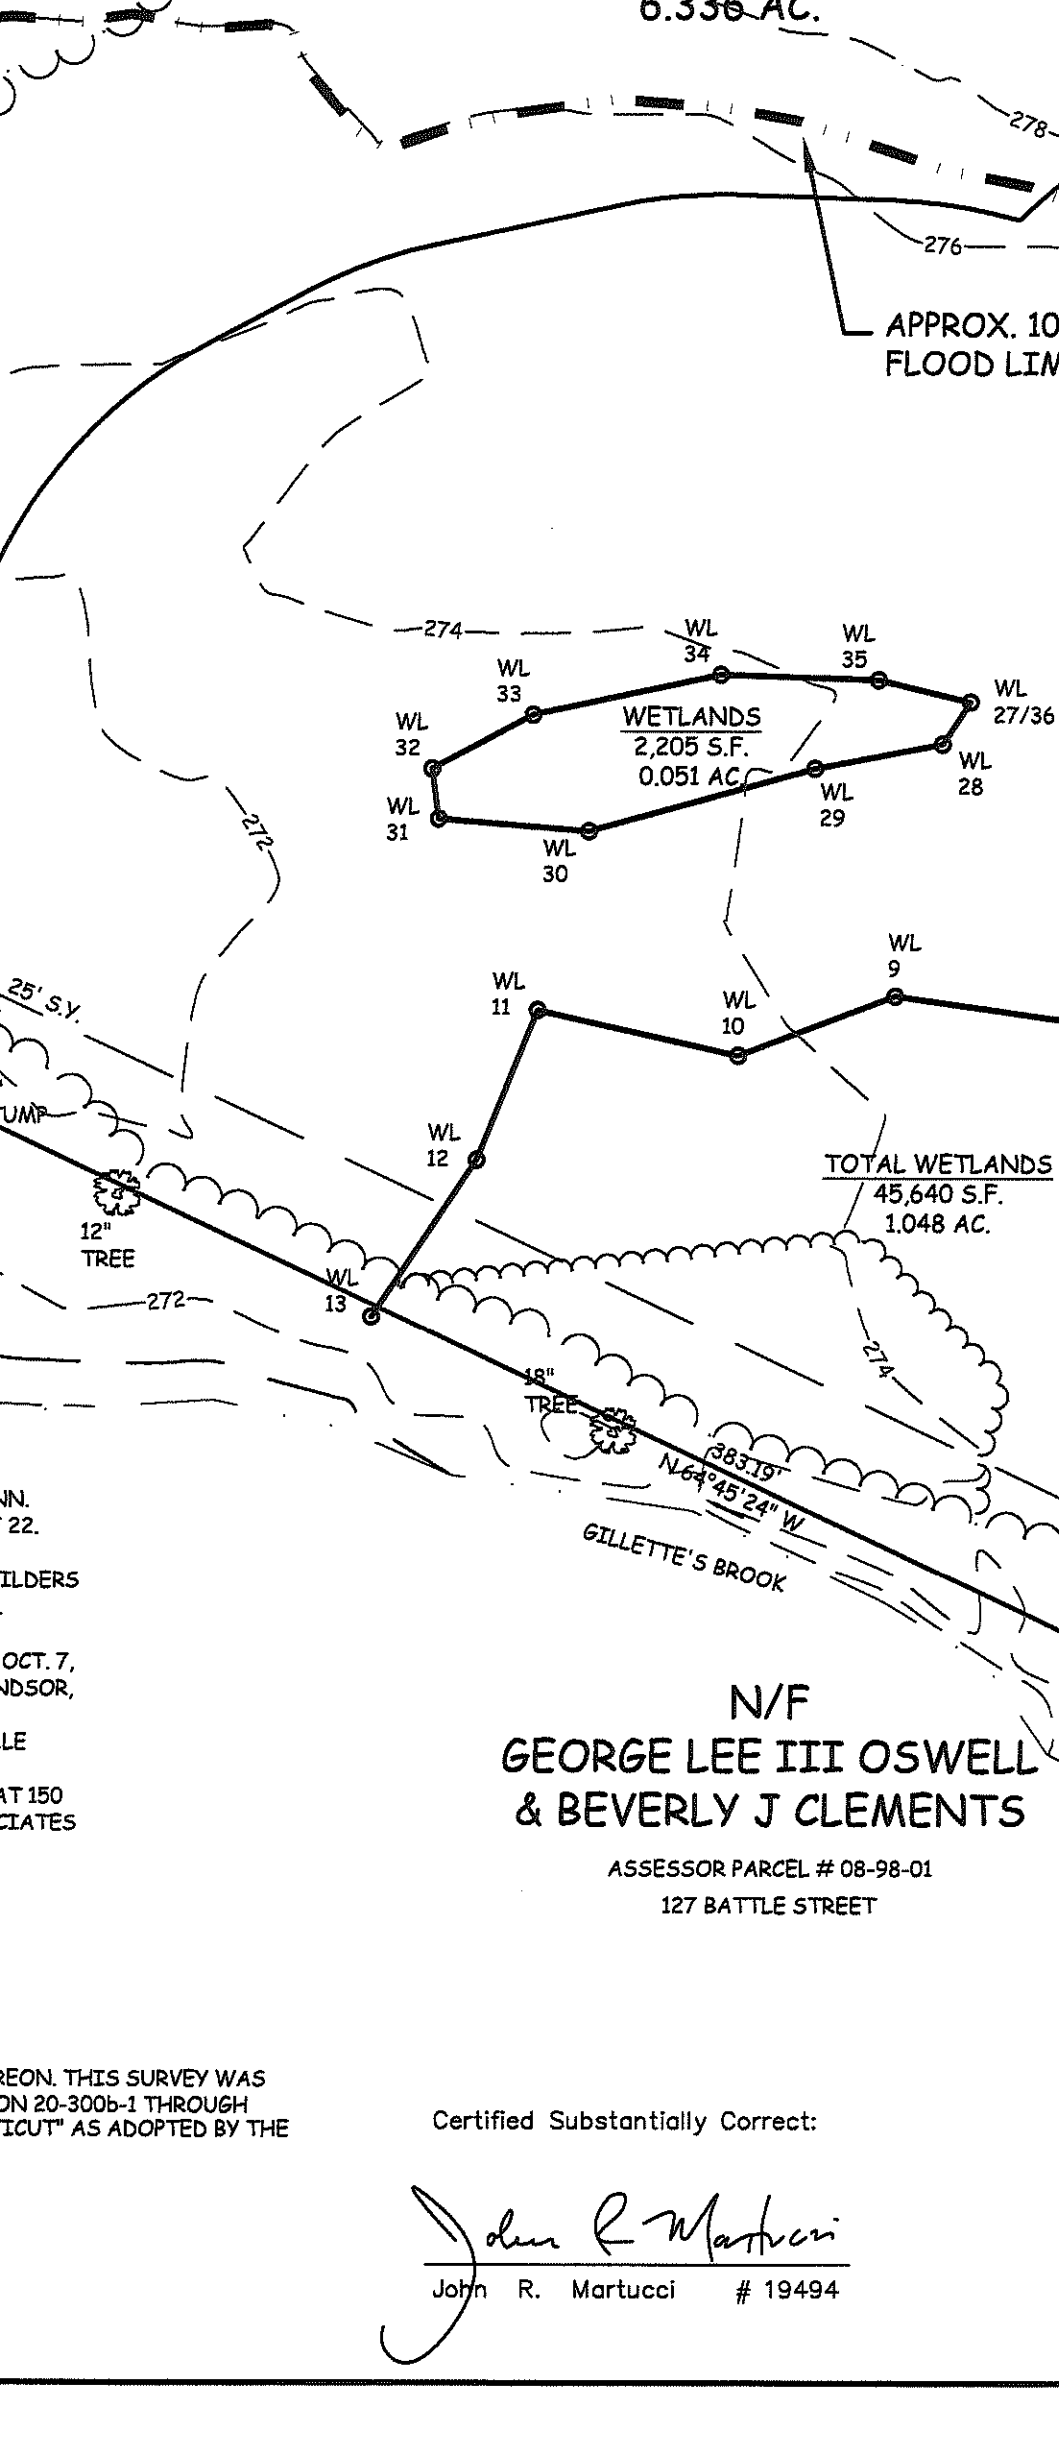 6.336 AC.
278
276
APPROX. 10
FLOOD LIM
274
WL
34
WL
35
WL
33
WL
27/36
WETLANDS
2,205 S.F.
0.051 AC.
WL
32
WL
28
WL
29
WL
31
WL
30
272
WL
9
25' S.Y.
WL
11
WL
10
TUMP
WL
12
TOTAL WETLANDS
45,640 S.F.
1.048 AC.
12"
TREE
WL
13
272
274
18"
TREE
383.19'
N 64°45'24" W
GILLETTE'S BROOK
NN.
22.
ILDERS
OCT. 7,
NDSOR,
LE
AT 150
CIATES
N/F
GEORGE LEE III OSWELL
& BEVERLY J CLEMENTS
ASSESSOR PARCEL # 08-98-01
127 BATTLE STREET
REON. THIS SURVEY WAS
ON 20-300b-1 THROUGH
TICUT" AS ADOPTED BY THE
Certified Substantially Correct:
John R Martucci
John R. Martucci # 19494